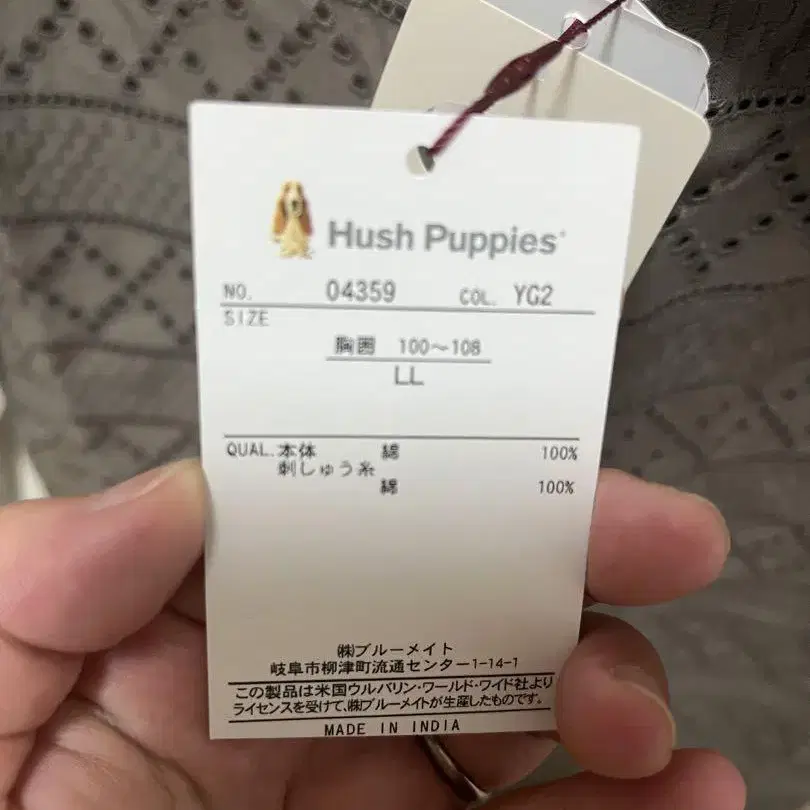 Hush Puppies
NO. 04359 COL. YG2
SIZE
胸囲 100～108
LL
QUAL. 本体 綿 100%
刺しゅう糸
綿 100%
㈱ブルーメイト
岐阜市柳津町流通センター1-14-1
この製品は米国ウルバリン・ワールド・ワイド社より
ライセンスを受けて、㈱ブルーメイトが生産したものです。
MADE IN INDIA